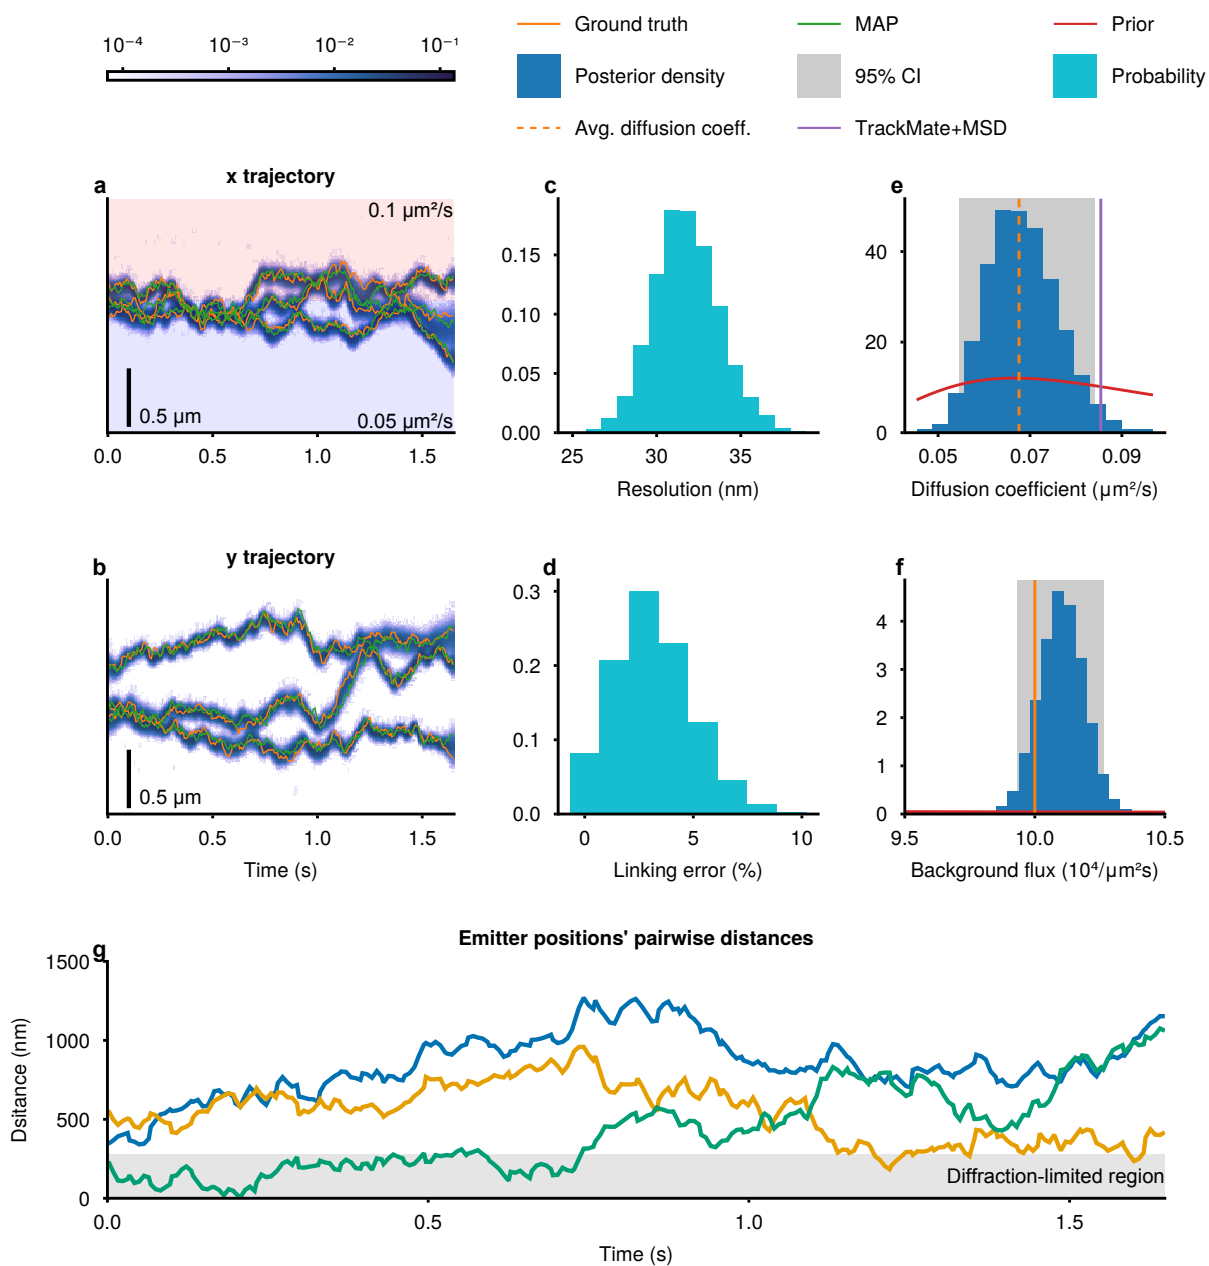 10⁻⁴ 10⁻³ 10⁻² 10⁻¹
Ground truth MAP Prior
Posterior density 95% CI Probability
Avg. diffusion coeff. TrackMate+MSD
a x trajectory
0.1 µm²/s
0.5 µm
0.05 µm²/s
0.0 0.5 1.0 1.5
c
0.15
0.10
0.05
0.00
25 30 35
Resolution (nm)
e
40
20
0
0.05 0.07 0.09
Diffusion coefficient (µm²/s)
b y trajectory
0.5 µm
0.0 0.5 1.0 1.5
Time (s)
d
0.3
0.2
0.1
0.0
0 5 10
Linking error (%)
f
4
3
2
1
0
9.5 10.0 10.5
Background flux (10⁴/µm²s)
g Emitter positions' pairwise distances
1500
1000
500
0
Dsitance (nm)
Diffraction-limited region
0.0 0.5 1.0 1.5
Time (s)